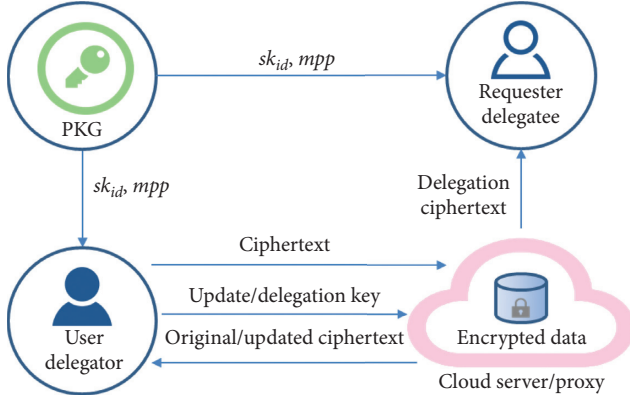 PKG
sk_id, mpp
Requester
delegatee
sk_id, mpp
Delegation
ciphertext
Ciphertext
Update/delegation key
Original/updated ciphertext
User
delegator
Encrypted data
Cloud server/proxy